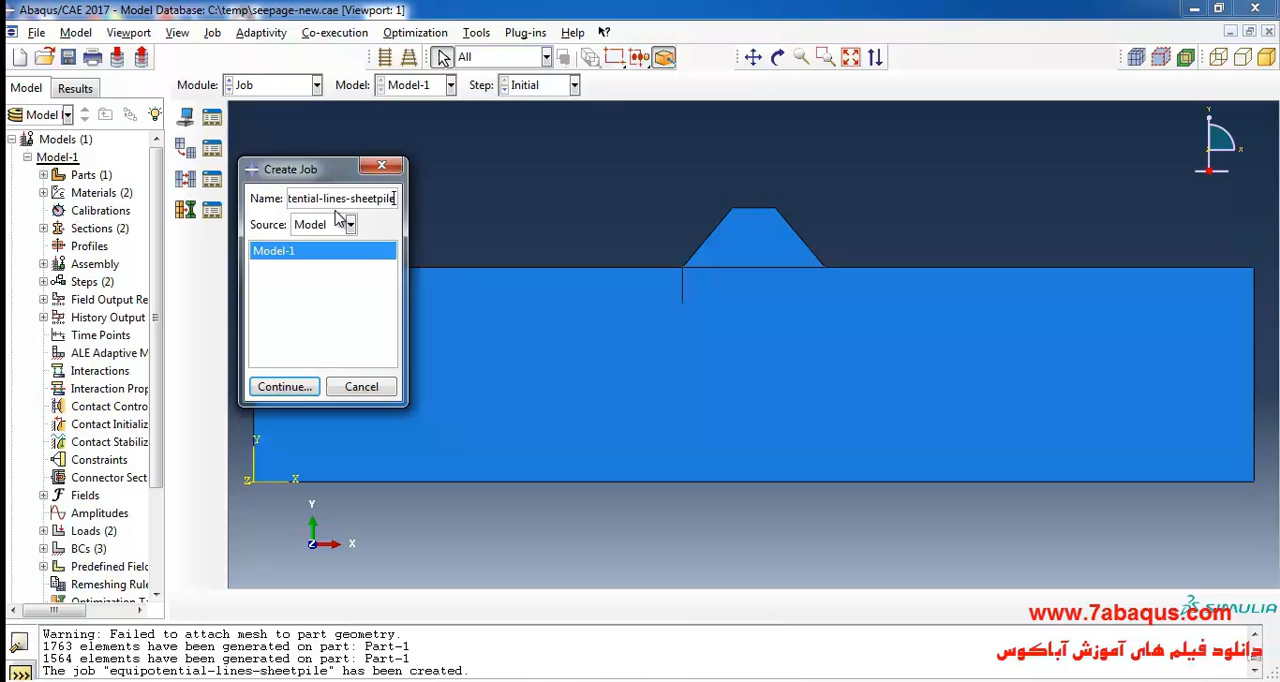 Abaqus/CAE 2017 - Model Database: C:\temp\seepage-new.cae [Viewport: 1]
File Model Viewport View Job Adaptivity Co-execution Optimization Tools Plug-ins Help
All
Model Results Module: Job Model: Model-1 Step: Initial
Model
Models (1)
Model-1
Parts (1)
Materials (2)
Calibrations
Sections (2)
Profiles
Assembly
Steps (2)
Field Output Re
History Output
Time Points
ALE Adaptive M
Interactions
Interaction Prop
Contact Contro
Contact Initializ
Contact Stabiliz
Constraints
Connector Sect
Fields
Amplitudes
Loads (2)
BCs (3)
Predefined Field
Remeshing Rule
Create Job
Name: tential-lines-sheetpile
Source: Model
Model-1
Continue... Cancel
Y
X
Y
Z X
Y
Z X
SIMULIA
www.7abaqus.com
دانلود فیلم های آموزش آباکوس
Warning: Failed to attach mesh to part geometry.
1763 elements have been generated on part: Part-1
1564 elements have been generated on part: Part-1
The job "equipotential-lines-sheetpile" has been created.